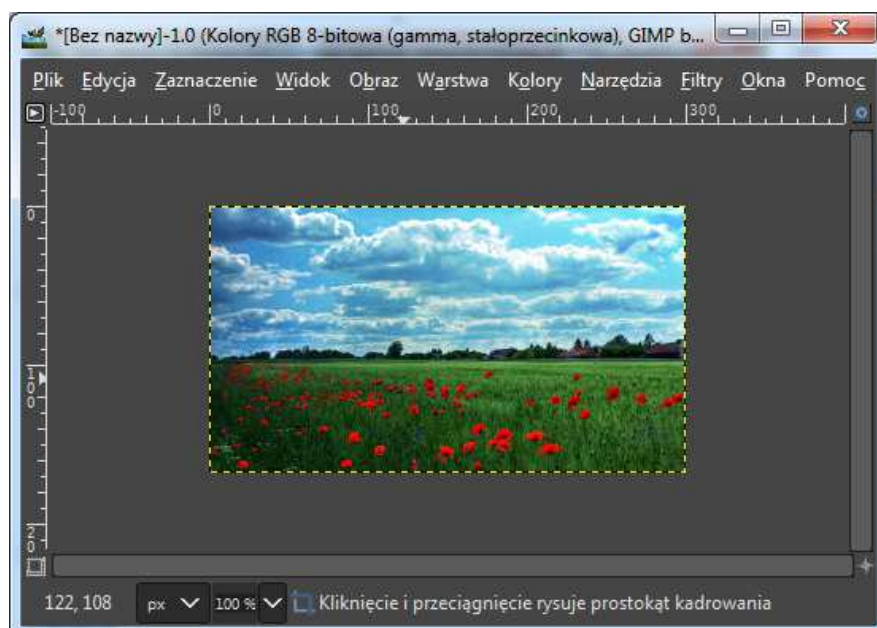 *[Bez nazwy]-1.0 (Kolory RGB 8-bitowa (gamma, stałoprzecinkowa), GIMP b...
Plik Edycja Zaznaczenie Widok Obraz Warstwa Kolory Narzędzia Filtry Okna Pomoc
-100 0 100 200 300
0
100
20
122, 108 px 100 % Kliknięcie i przeciągnięcie rysuje prostokąt kadrowania